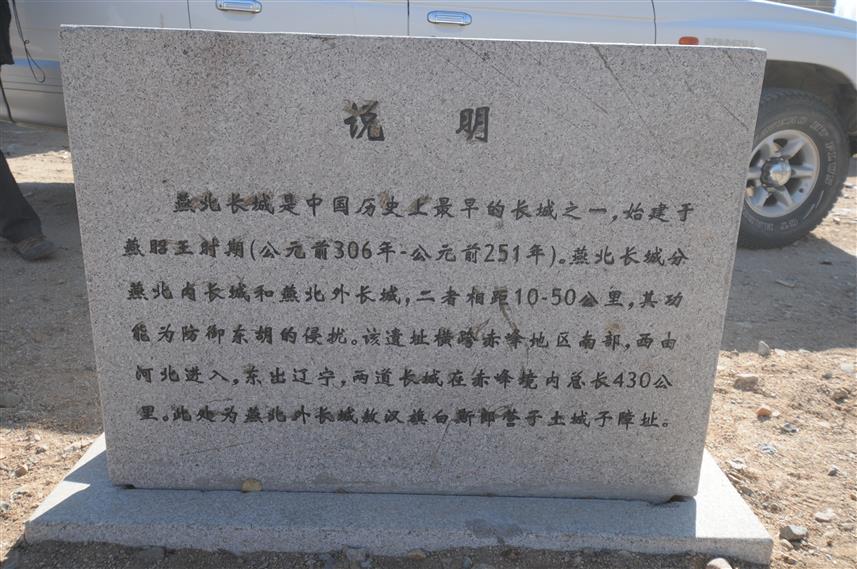 说明
燕北长城是中国历史上最早的长城之一，始建于
燕昭王时期(公元前306年-公元前251年)。燕北长城分
燕北内长城和燕北外长城，二者相距10-50公里，其功
能为防御东胡的侵扰。该遗址横跨赤峰地区南部，西由
河北进入，东出辽宁，两道长城在赤峰境内总长430公
里。此处为燕北外长城敖汉旗白斯郎营子土城子障址。